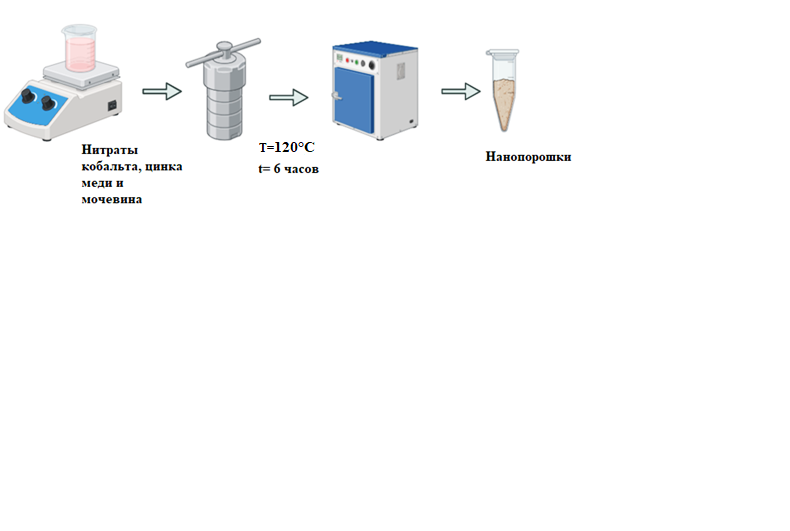 Нитраты
кобальта, цинка
меди и
мочевина
T=120°C
t= 6 часов
Нанопорошки